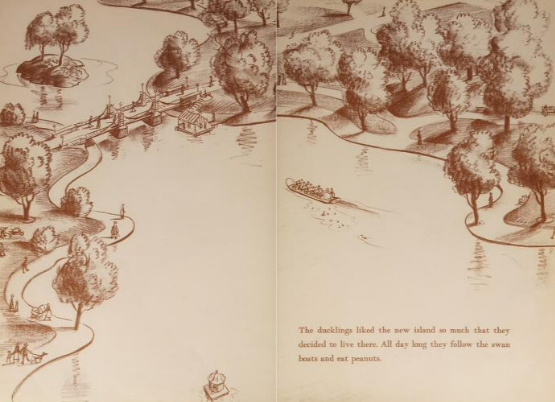 The ducklings liked the new island so much that they
decided to live there. All day long they follow the swan
boats and eat peanuts.